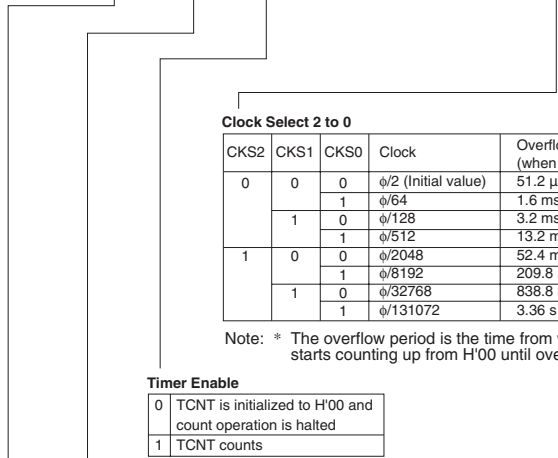 Clock Select 2 to 0
CKS2 CKS1 CKS0 Clock Overflo
(when
0 0 0 ϕ/2 (Initial value) 51.2 µ
1 ϕ/64 1.6 ms
1 0 ϕ/128 3.2 ms
1 ϕ/512 13.2 m
1 0 0 ϕ/2048 52.4 m
1 ϕ/8192 209.8
1 0 ϕ/32768 838.8
1 ϕ/131072 3.36 s
Note: * The overflow period is the time from
starts counting up from H'00 until ove
Timer Enable
0 TCNT is initialized to H'00 and
count operation is halted
1 TCNT counts